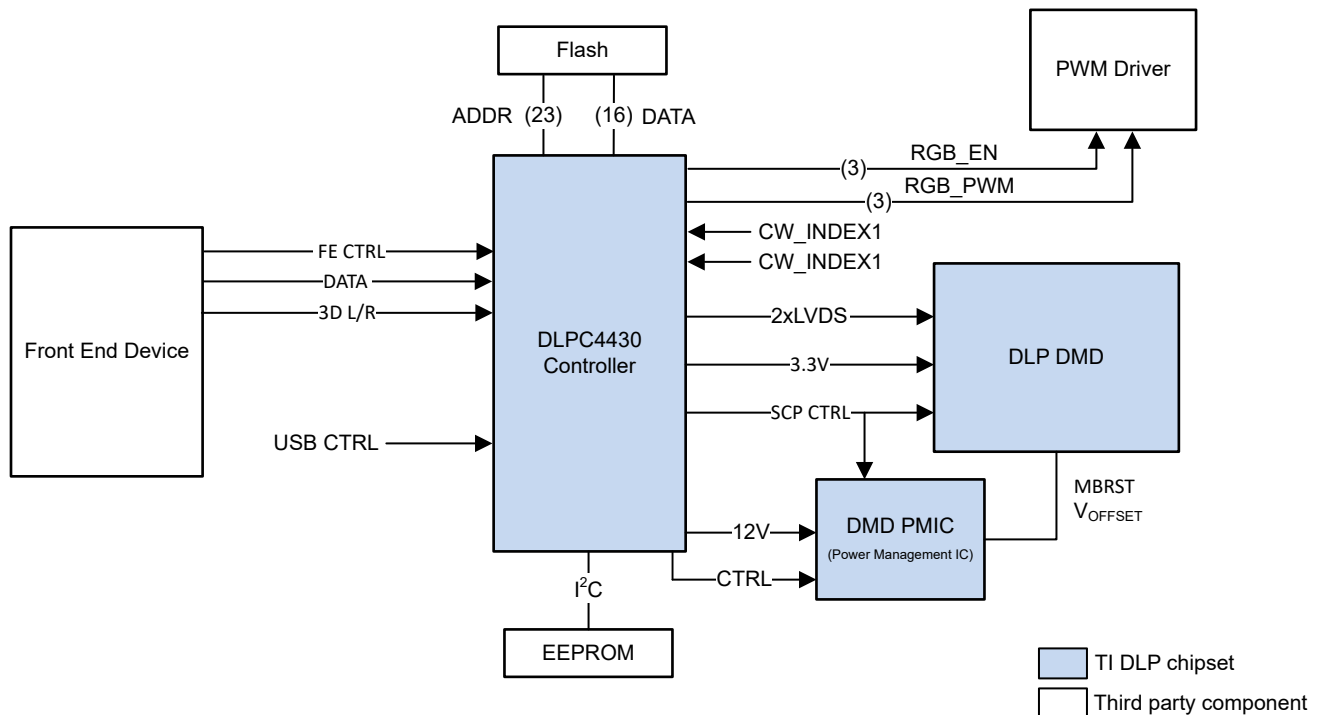 Flash
PWM Driver
ADDR (23) (16) DATA
RGB_EN
(3)
RGB_PWM
(3)
CW_INDEX1
CW_INDEX1
FE CTRL
DATA
3D L/R
Front End Device
DLPC4430
Controller
2xLVDS
3.3V
SCP CTRL
DLP DMD
USB CTRL
MBRST
VOFFSET
12V
DMD PMIC
(Power Management IC)
CTRL
I²C
EEPROM
TI DLP chipset
Third party component